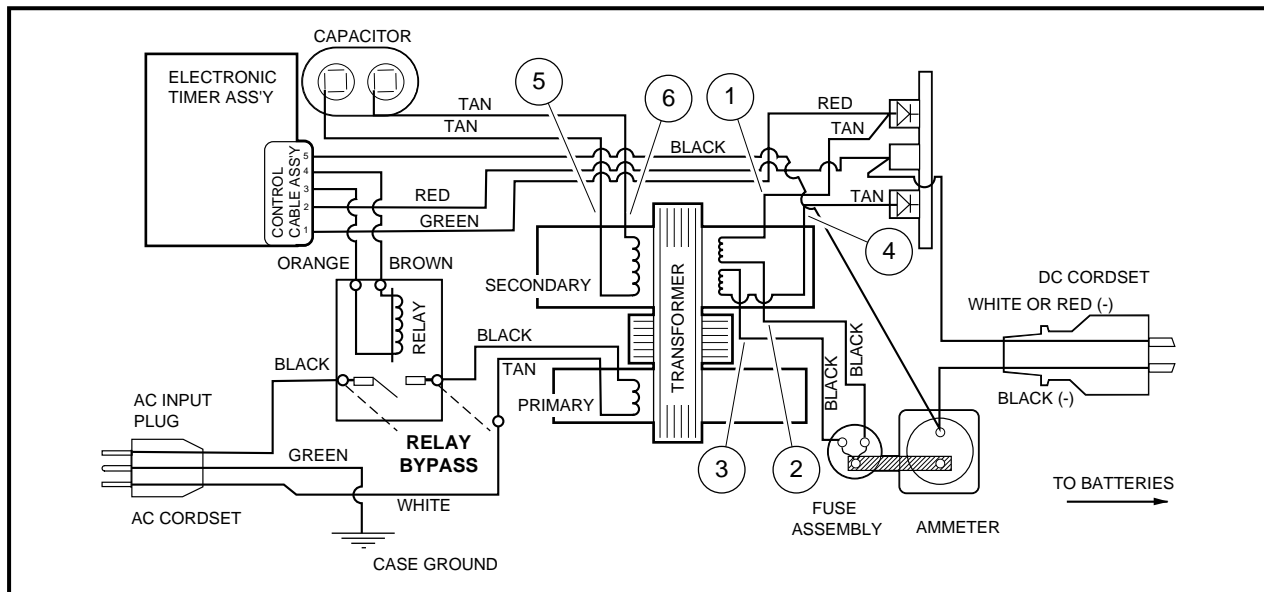 CAPACITOR
ELECTRONIC
TIMER ASS'Y
TAN
TAN
5
6
1
RED
TAN
BLACK
CONTROL
CABLE ASS'Y
5
4
3
2
1
RED
GREEN
TAN
4
ORANGE
BROWN
SECONDARY
TRANSFORMER
DC CORDSET
WHITE OR RED (-)
RELAY
BLACK
BLACK
TAN
BLACK
BLACK
PRIMARY
BLACK (-)
AC INPUT
PLUG
RELAY
BYPASS
GREEN
3
2
WHITE
AC CORDSET
FUSE
ASSEMBLY
AMMETER
TO BATTERIES
CASE GROUND